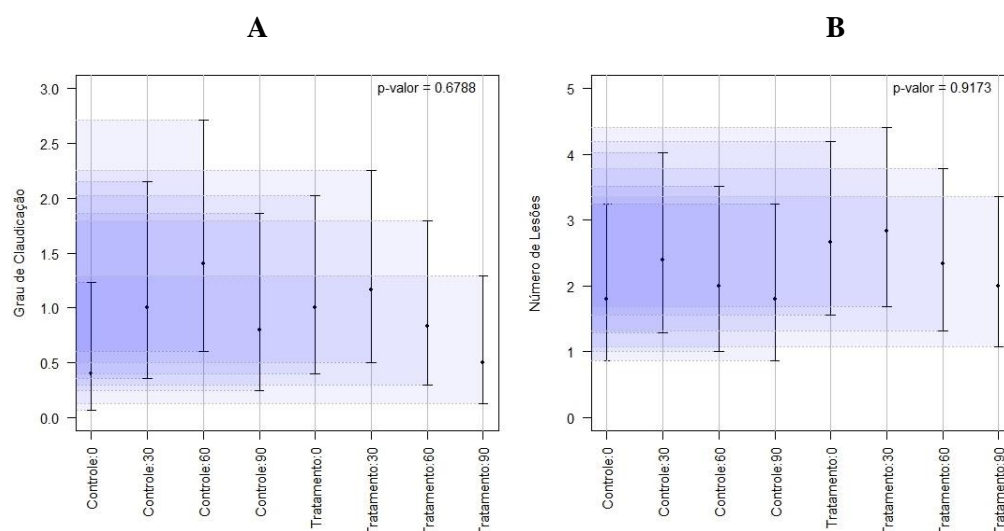 A
p-valor = 0.6788
Grau de Claudicação
3.0
2.5
2.0
1.5
1.0
0.5
0.0
Controle:0
Controle:30
Controle:60
Controle:90
Tratamento:0
Tratamento:30
Tratamento:60
Tratamento:90
B
p-valor = 0.9173
Número de Lesões
5
4
3
2
1
0
Controle:0
Controle:30
Controle:60
Controle:90
Tratamento:0
Tratamento:30
Tratamento:60
Tratamento:90